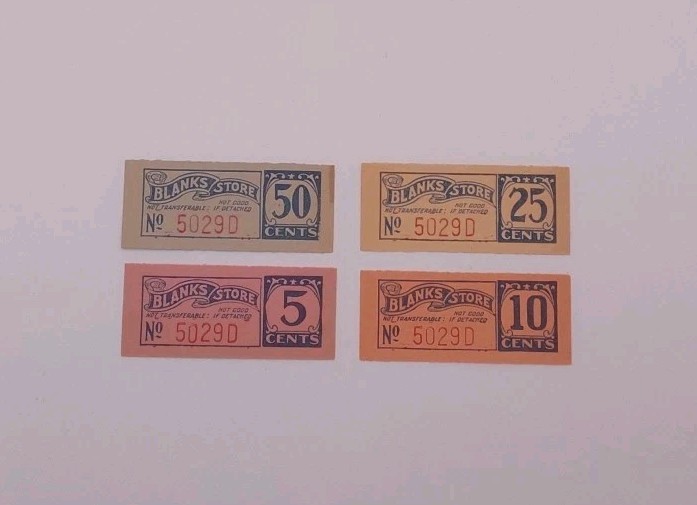 BLANKS STORE
NOT GOOD
NOT TRANSFERABLE: IF DETACHED
Nº 5029D
50
CENTS
BLANKS STORE
NOT GOOD
NOT TRANSFERABLE: IF DETACHED
Nº 5029D
25
CENTS
BLANKS STORE
NOT GOOD
NOT TRANSFERABLE: IF DETACHED
Nº 5029D
5
CENTS
BLANKS STORE
NOT GOOD
NOT TRANSFERABLE: IF DETACHED
Nº 5029D
10
CENTS